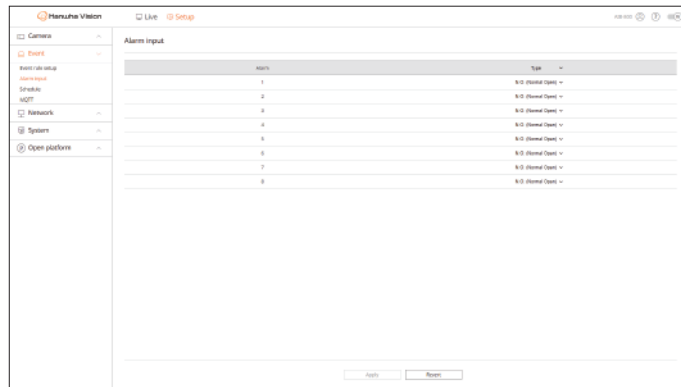 Hanwha Vision
Live
Setup
Camera
Event
Event rule setup
Alarm input
Schedule
MQTT
Network
System
Open platform
Alarm input
Alarm Type
1 N.O. (Normal Open)
2 N.O. (Normal Open)
3 N.O. (Normal Open)
4 N.O. (Normal Open)
5 N.O. (Normal Open)
6 N.O. (Normal Open)
7 N.O. (Normal Open)
8 N.O. (Normal Open)
Apply Revert